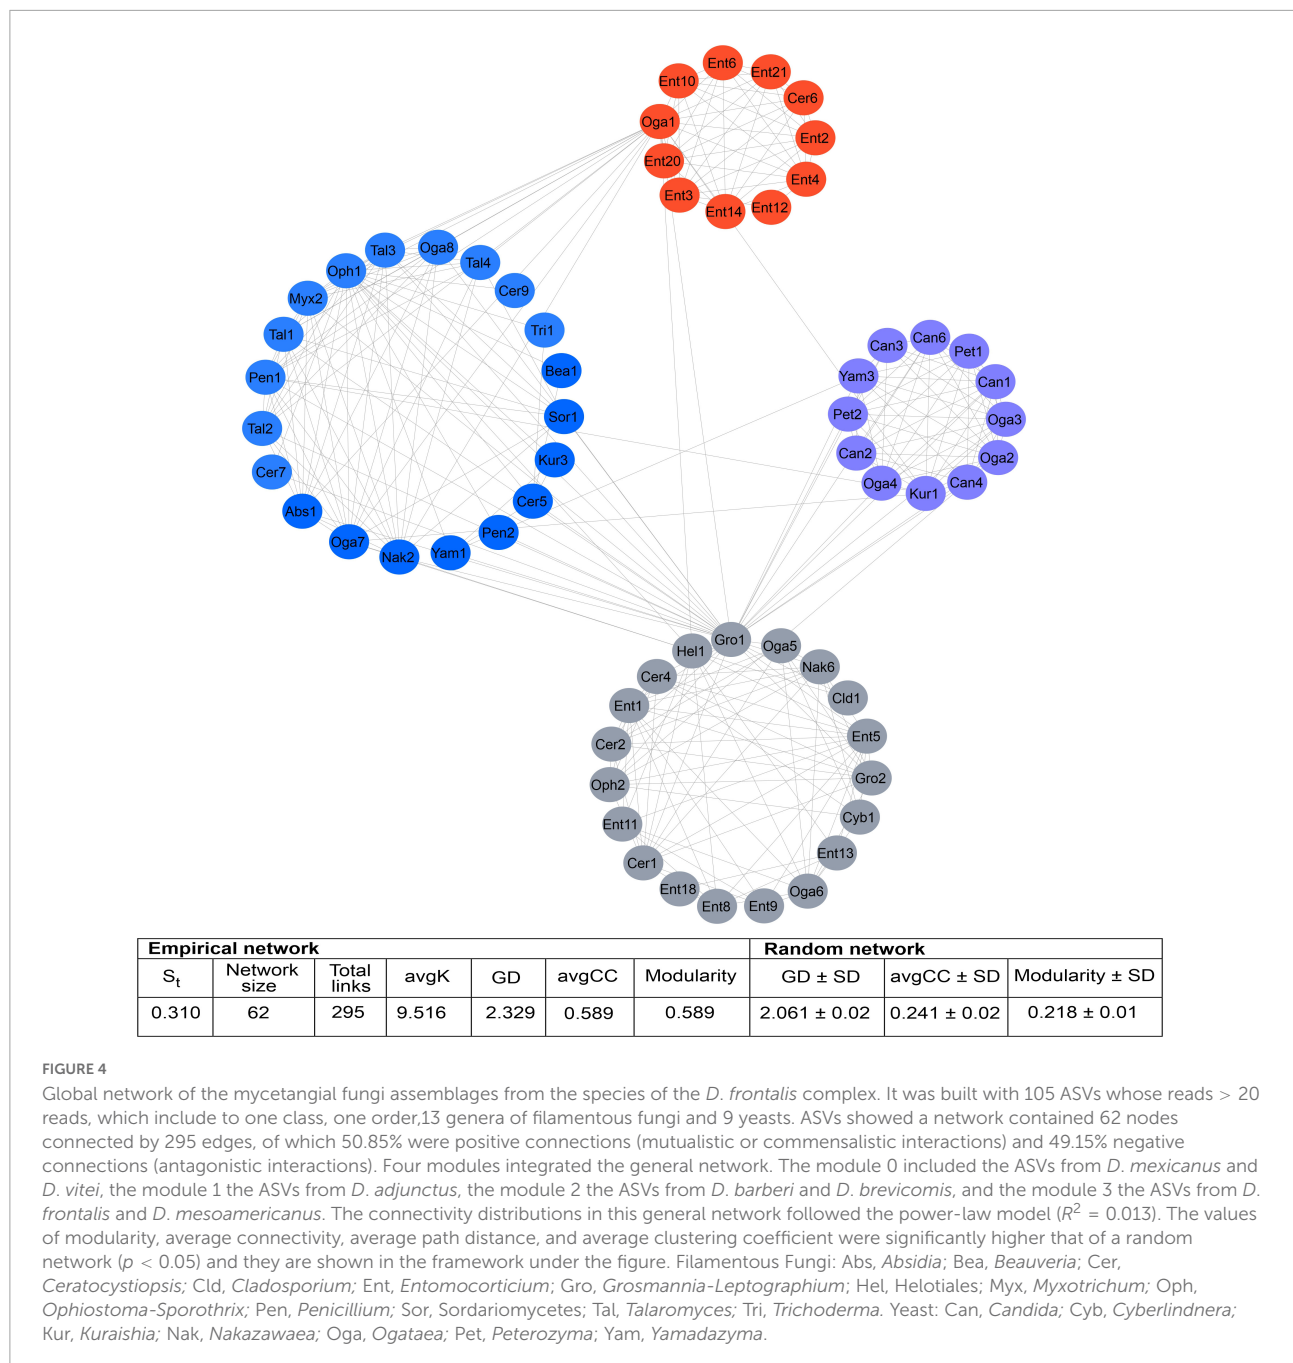 Ent6
Ent21
Ent10
Cer6
Oga1
Ent2
Ent20
Ent4
Ent3
Ent14
Ent12
Tal3
Oga8
Oph1
Tal4
Myx2
Cer9
Tal1
Tri1
Pen1
Bea1
Tal2
Sor1
Cer7
Kur3
Abs1
Cer5
Oga7
Pen2
Nak2
Yam1
Can3
Can6
Pet1
Yam3
Can1
Pet2
Oga3
Can2
Oga2
Oga4
Kur1
Can4
Hel1
Gro1
Oga5
Nak6
Cer4
Cld1
Ent1
Cer2
Ent5
Oph2
Gro2
Ent11
Cyb1
Cer1
Ent13
Ent18
Oga6
Ent8
Ent9
Empirical network Random network
St Network size Total links avgK GD avgCC Modularity GD ± SD avgCC ± SD Modularity ± SD
0.310 62 295 9.516 2.329 0.589 0.589 2.061 ± 0.02 0.241 ± 0.02 0.218 ± 0.01
FIGURE 4
Global network of the mycetangial fungi assemblages from the species of the D. frontalis complex. It was built with 105 ASVs whose reads > 20
reads, which include to one class, one order,13 genera of filamentous fungi and 9 yeasts. ASVs showed a network contained 62 nodes
connected by 295 edges, of which 50.85% were positive connections (mutualistic or commensalistic interactions) and 49.15% negative
connections (antagonistic interactions). Four modules integrated the general network. The module 0 included the ASVs from D. mexicanus and
D. vitei, the module 1 the ASVs from D. adjunctus, the module 2 the ASVs from D. barberi and D. brevicomis, and the module 3 the ASVs from D.
frontalis and D. mesoamericanus. The connectivity distributions in this general network followed the power-law model (R² = 0.013). The values
of modularity, average connectivity, average path distance, and average clustering coefficient were significantly higher that of a random
network (p < 0.05) and they are shown in the framework under the figure. Filamentous Fungi: Abs, Absidia; Bea, Beauveria; Cer,
Ceratocystiopsis; Cld, Cladosporium; Ent, Entomocorticium; Gro, Grosmannia-Leptographium; Hel, Helotiales; Myx, Myxotrichum; Oph,
Ophiostoma-Sporothrix; Pen, Penicillium; Sor, Sordariomycetes; Tal, Talaromyces; Tri, Trichoderma. Yeast: Can, Candida; Cyb, Cyberlindnera;
Kur, Kuraishia; Nak, Nakazawaea; Oga, Ogataea; Pet, Peterozyma; Yam, Yamadazyma.